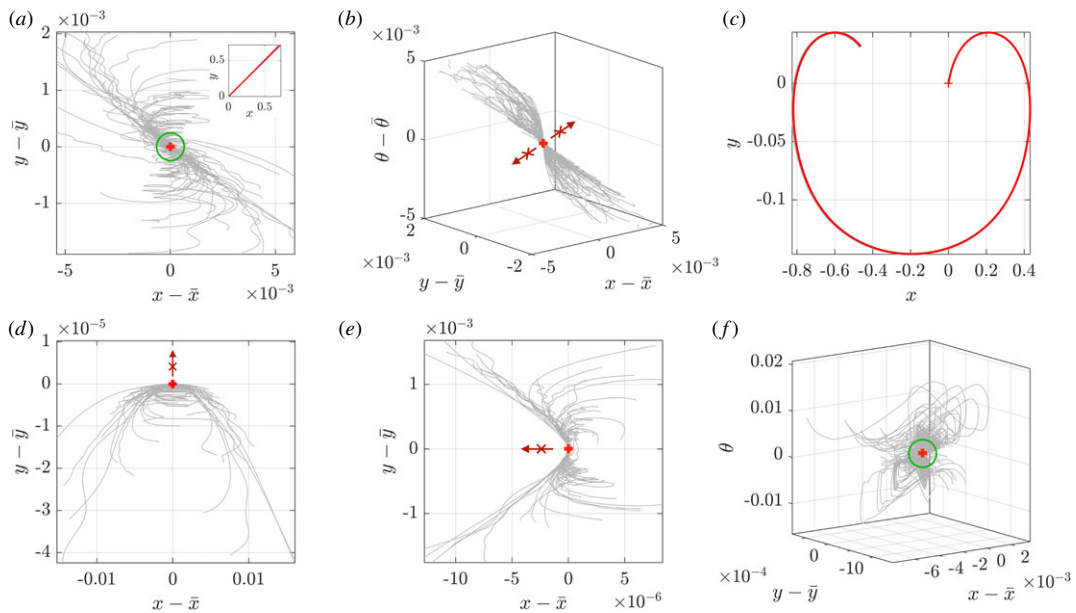 (a)
×10⁻³
2
1
0
-1
y − ȳ
-5
0
5
×10⁻³
x − x̄
0.5
0
y
0
0.5
x
(b)
×10⁻³
5
0
-5
θ − θ̄
2
0
-2
×10⁻³
y − ȳ
-5
0
5
×10⁻³
x − x̄
(c)
0
-0.05
-0.1
y
-0.8 -0.6 -0.4 -0.2 0 0.2 0.4
x
(d)
×10⁻⁵
1
0
-1
-2
-3
-4
y − ȳ
-0.01 0 0.01
x − x̄
(e)
×10⁻³
1
0
-1
y − ȳ
-10 -5 0 5
×10⁻⁶
x − x̄
(f)
0.02
0.01
0
-0.01
θ
0
-5
-10
×10⁻⁴
y − ȳ
-6 -4 -2 0 2
×10⁻³
x − x̄